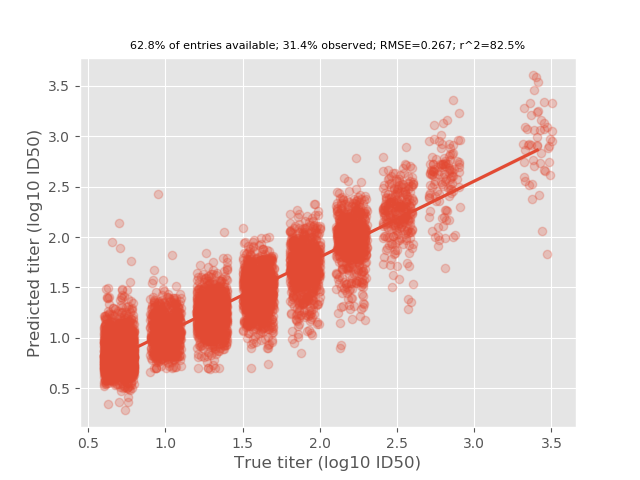 62.8% of entries available; 31.4% observed; RMSE=0.267; r^2=82.5%
Predicted titer (log10 ID50)
3.5
3.0
2.5
2.0
1.5
1.0
0.5
0.5 1.0 1.5 2.0 2.5 3.0 3.5
True titer (log10 ID50)